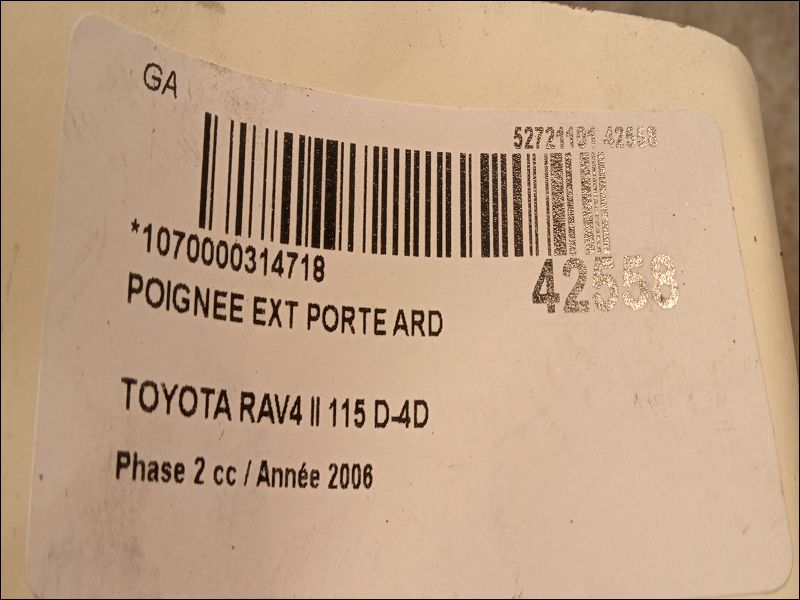 GA
52721101 42558
*1070000314718
42558
POIGNEE EXT PORTE ARD
TOYOTA RAV4 II 115 D-4D
Phase 2 cc / Année 2006